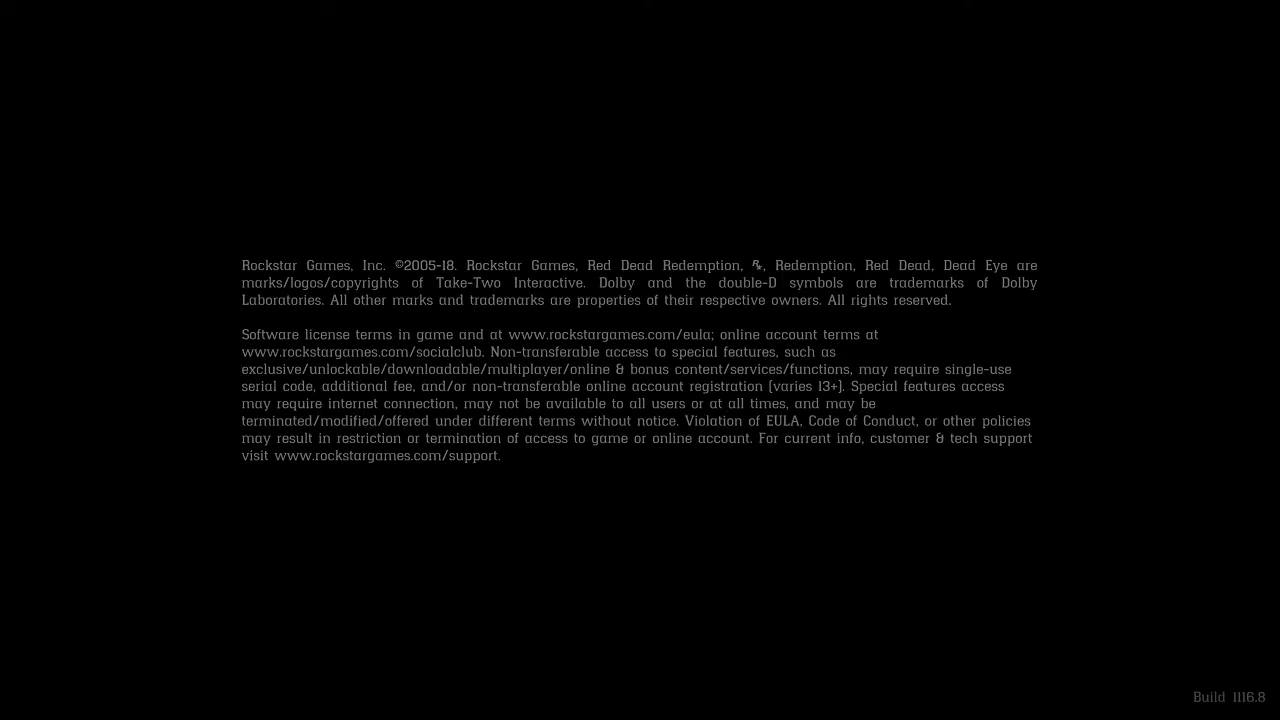 Rockstar Games, Inc. ©2005-18. Rockstar Games, Red Dead Redemption, R★, Redemption, Red Dead, Dead Eye are
marks/logos/copyrights of Take-Two Interactive. Dolby and the double-D symbols are trademarks of Dolby
Laboratories. All other marks and trademarks are properties of their respective owners. All rights reserved.
Software license terms in game and at www.rockstargames.com/eula; online account terms at
www.rockstargames.com/socialclub. Non-transferable access to special features, such as
exclusive/unlockable/downloadable/multiplayer/online & bonus content/services/functions, may require single-use
serial code, additional fee, and/or non-transferable online account registration (varies 13+). Special features access
may require internet connection, may not be available to all users or at all times, and may be
terminated/modified/offered under different terms without notice. Violation of EULA, Code of Conduct, or other policies
may result in restriction or termination of access to game or online account. For current info, customer & tech support
visit www.rockstargames.com/support.
Build 1116.8